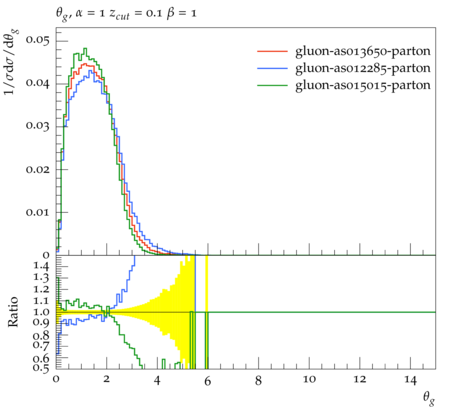 θg, α = 1 zcut = 0.1 β = 1
1/σdσ/dθg
0.05
0.04
0.03
0.02
0.01
0
gluon-as013650-parton
gluon-as012285-parton
gluon-as015015-parton
Ratio
1.4
1.3
1.2
1.1
1.0
0.9
0.8
0.7
0.6
0.5
0 2 4 6 8 10 12 14
θg